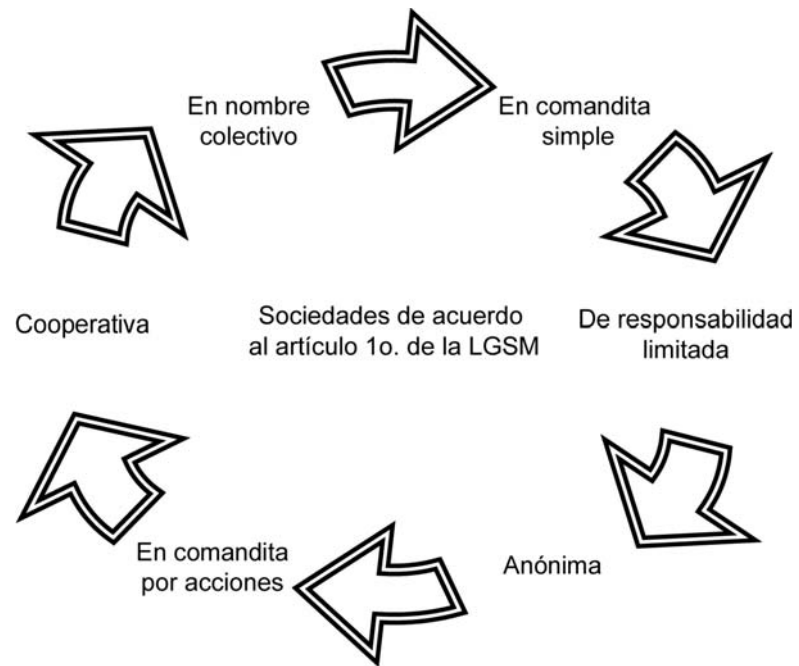 En nombre
colectivo
En comandita
simple
De responsabilidad
limitada
Anónima
En comandita
por acciones
Cooperativa
Sociedades de acuerdo
al artículo 1o. de la LGSM